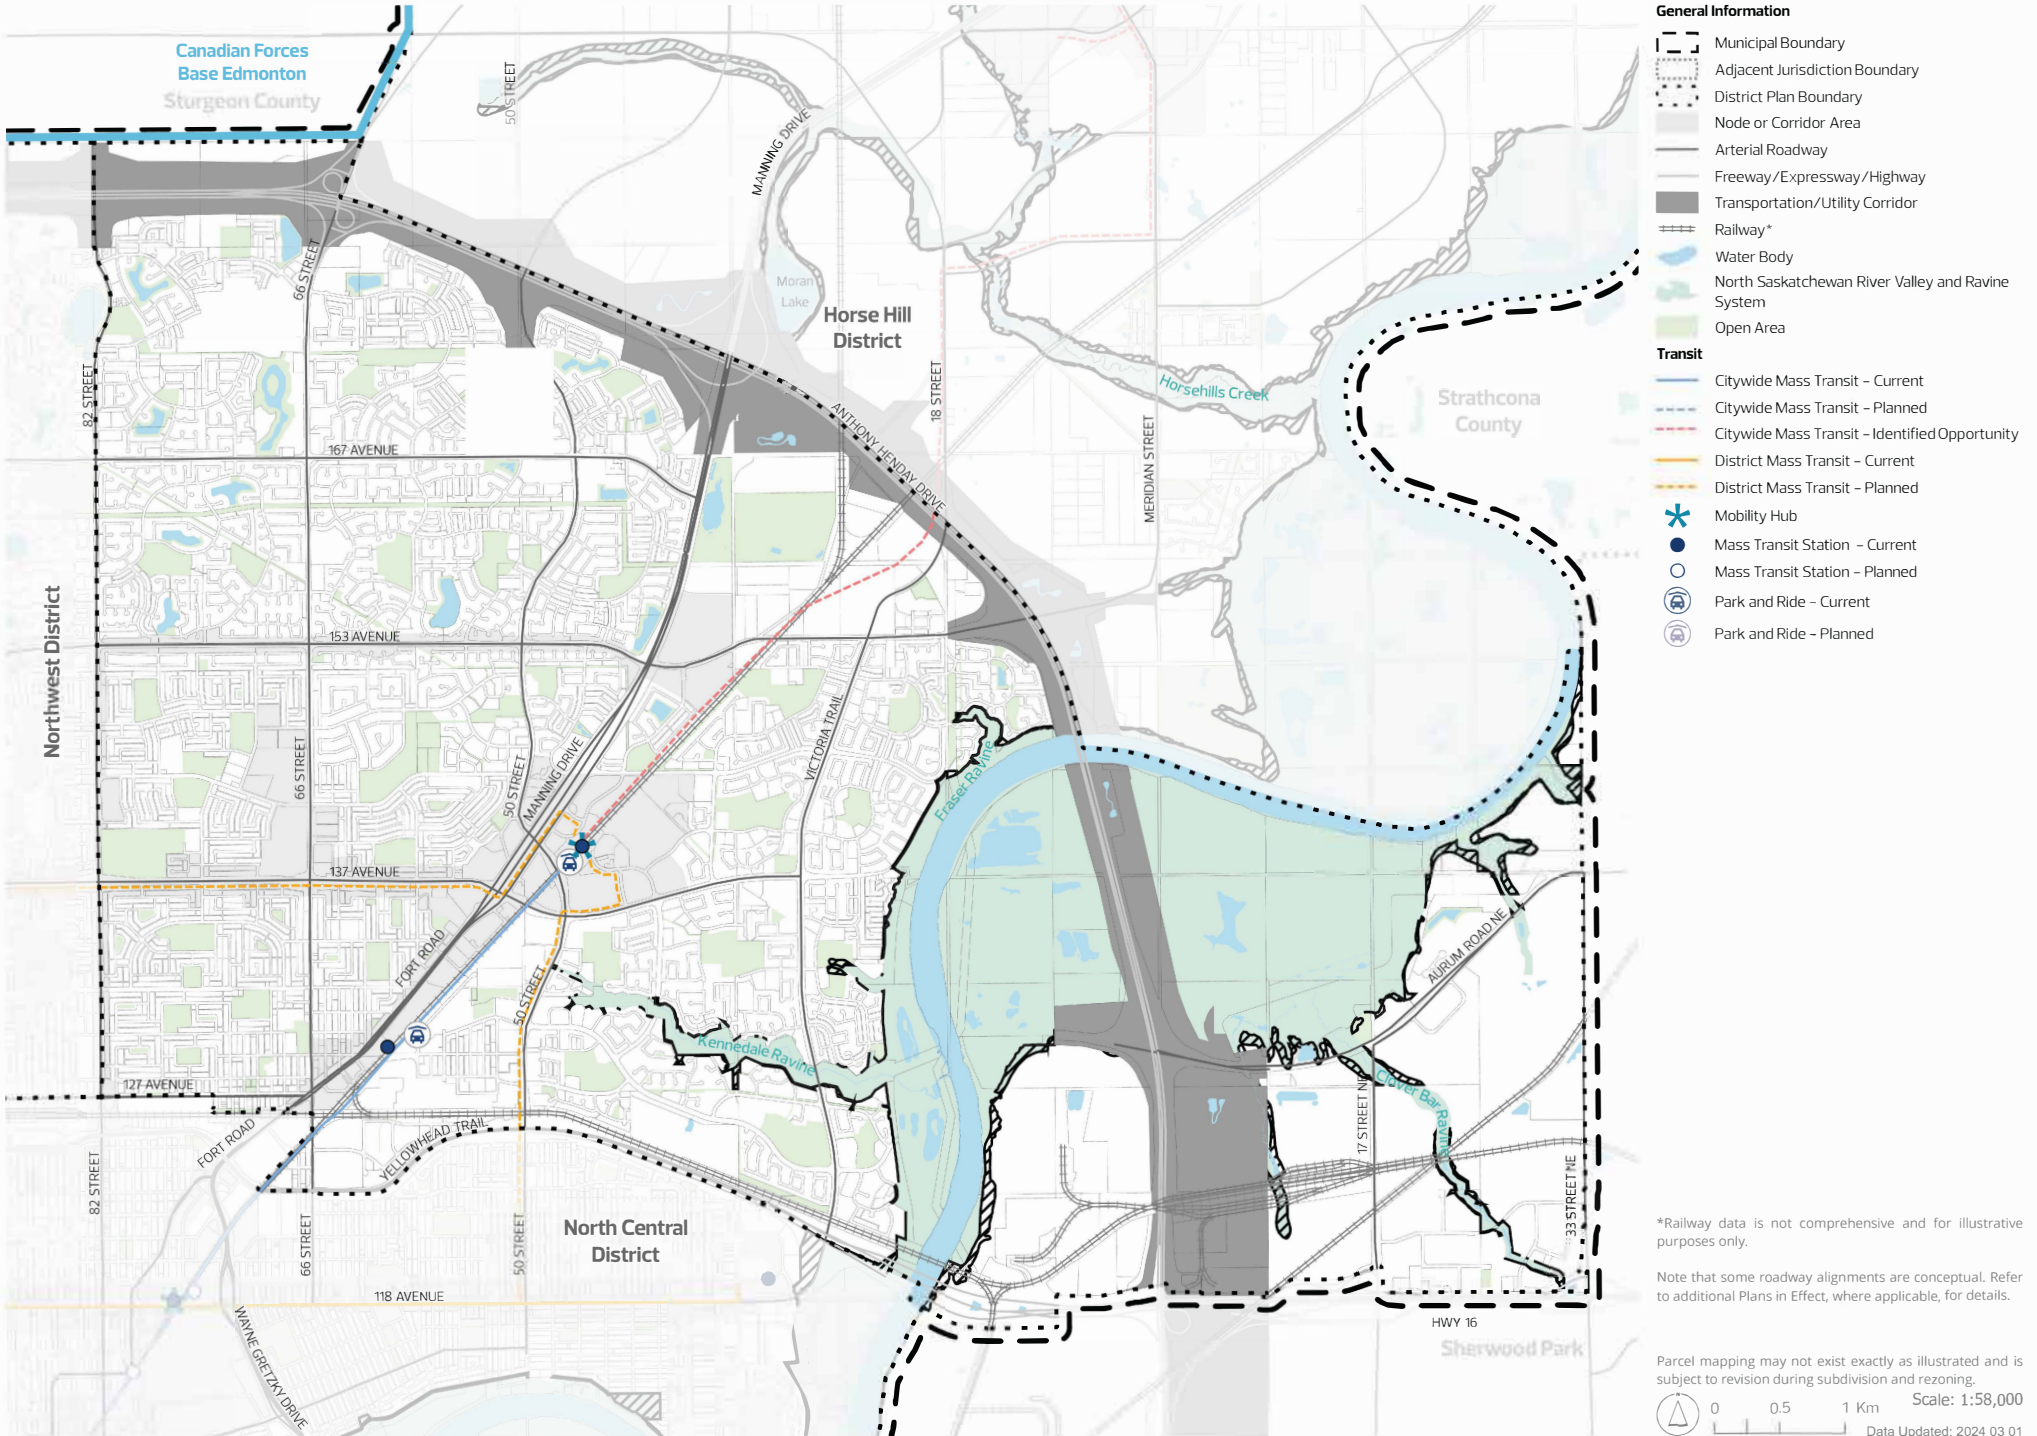 Canadian Forces
Base Edmonton
Sturgeon County
50 STREET
MANNING DRIVE
66 STREET
Moran
Lake
Horse Hill
District
82 STREET
18 STREET
Horsehills Creek
Strathcona
County
ANTHONY HENDAY DRIVE
MERIDIAN STREET
167 AVENUE
50 STREET
Northwest District
153 AVENUE
66 STREET
50 STREET
MANNING DRIVE
VICTORIA TRAIL
Fraser Ravine
137 AVENUE
FORT ROAD
50 STREET
AURUM ROAD NE
Kennedale Ravine
127 AVENUE
FORT ROAD
YELLOWHEAD TRAIL
17 STREET NE
Clover Bar Ravine
82 STREET
66 STREET
50 STREET
North Central
District
33 STREET NE
118 AVENUE
WAYNE GRETZKY DRIVE
HWY 16
Sherwood Park
General Information
Municipal Boundary
Adjacent Jurisdiction Boundary
District Plan Boundary
Node or Corridor Area
Arterial Roadway
Freeway/Expressway/Highway
Transportation/Utility Corridor
Railway*
Water Body
North Saskatchewan River Valley and Ravine
System
Open Area
Transit
Citywide Mass Transit - Current
Citywide Mass Transit - Planned
Citywide Mass Transit - Identified Opportunity
District Mass Transit - Current
District Mass Transit - Planned
Mobility Hub
Mass Transit Station - Current
Mass Transit Station - Planned
Park and Ride - Current
Park and Ride - Planned
*Railway data is not comprehensive and for illustrative
purposes only.
Note that some roadway alignments are conceptual. Refer
to additional Plans in Effect, where applicable, for details.
Parcel mapping may not exist exactly as illustrated and is
subject to revision during subdivision and rezoning.
Scale: 1:58,000
N
0 0.5 1 Km
Data Updated: 2024 03 01